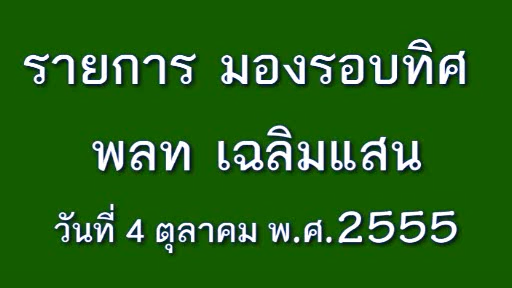 รายการ มองรอบทิศ
พลท เฉลิมแสน
วันที่ 4 ตุลาคม พ.ศ.2555